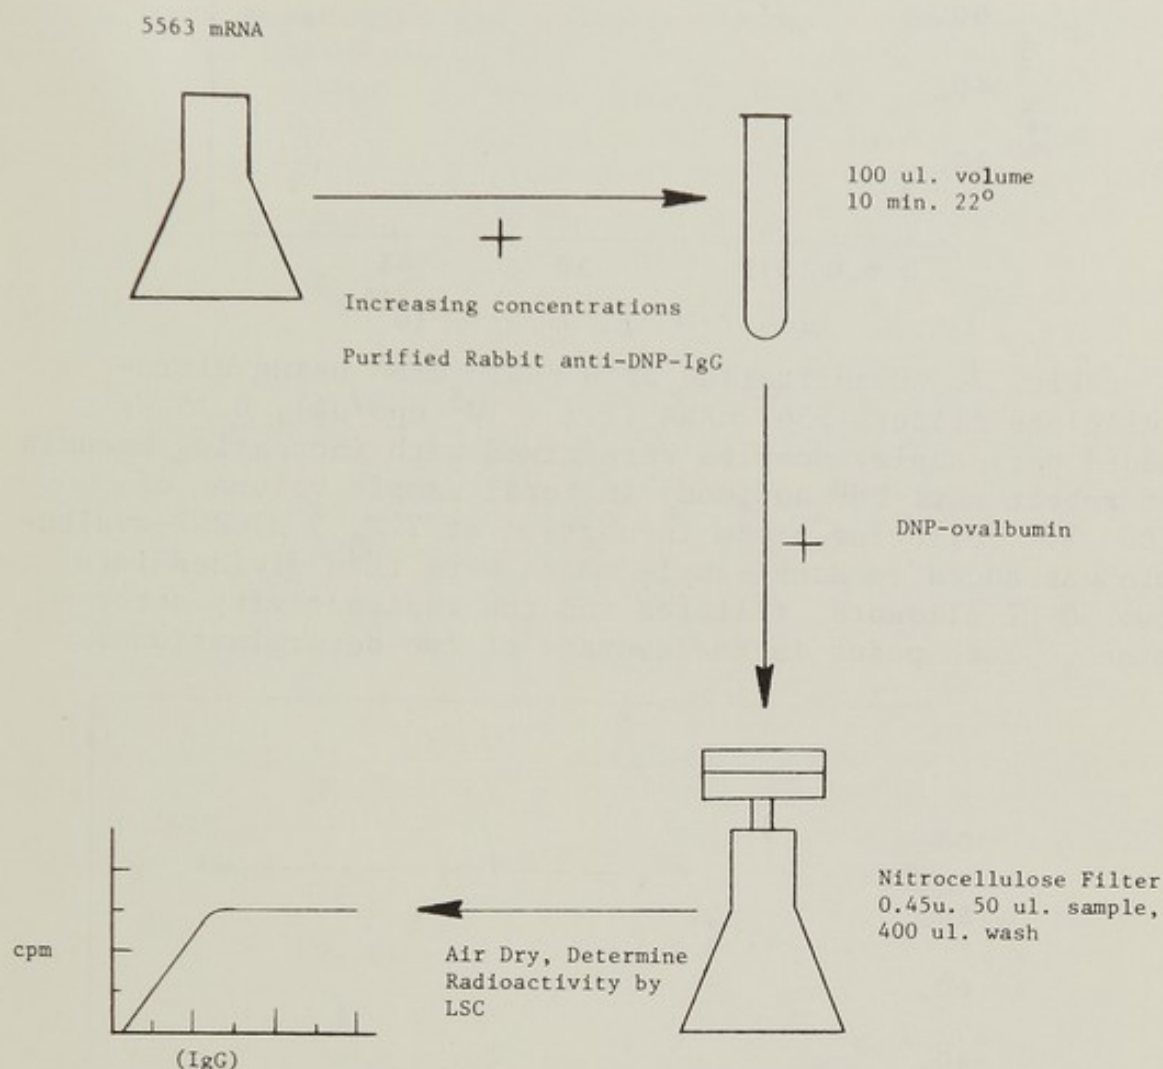 5563 mRNA
100 ul. volume
10 min. 22°
+
Increasing concentrations
Purified Rabbit anti-DNP-IgG
+
DNP-ovalbumin
Nitrocellulose Filter
0.45u. 50 ul. sample,
400 ul. wash
Air Dry, Determine
Radioactivity by
LSC
cpm
(IgG)